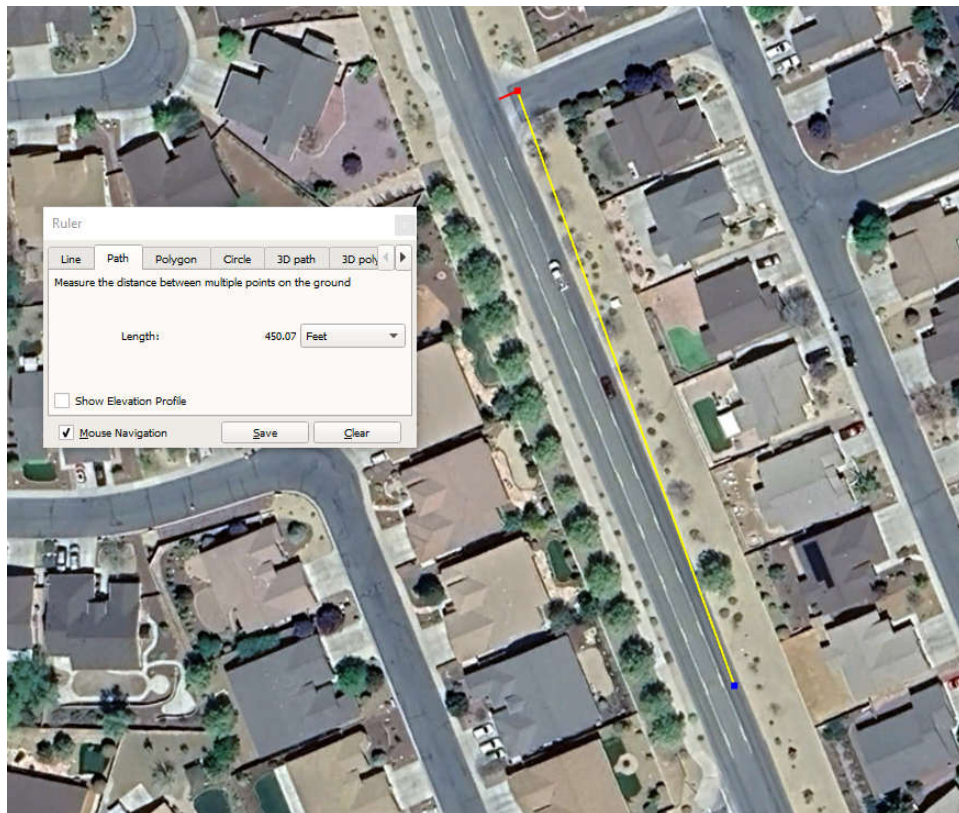 Ruler
Line Path Polygon Circle 3D path 3D poly
Measure the distance between multiple points on the ground
Length: 450.07 Feet
Show Elevation Profile
Mouse Navigation Save Clear